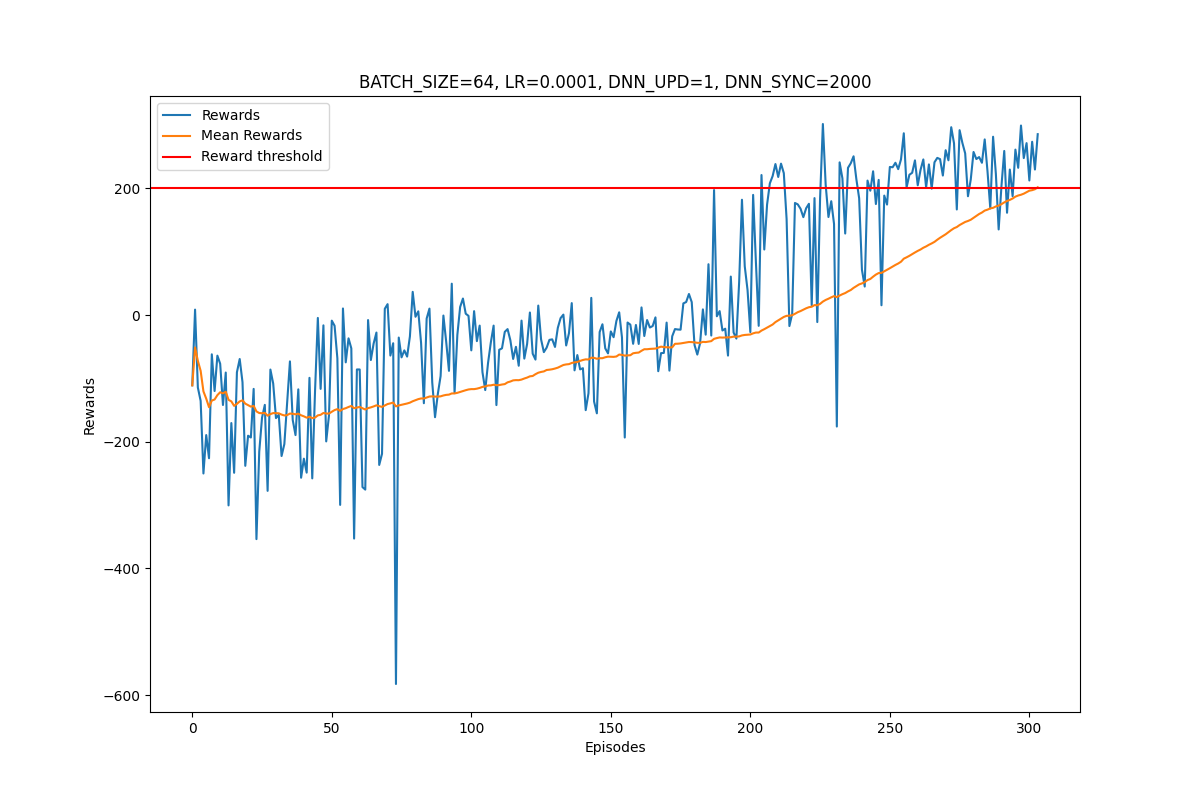 BATCH_SIZE=64, LR=0.0001, DNN_UPD=1, DNN_SYNC=2000
Rewards
Mean Rewards
Reward threshold
200
0
−200
−400
−600
Rewards
0 50 100 150 200 250 300
Episodes